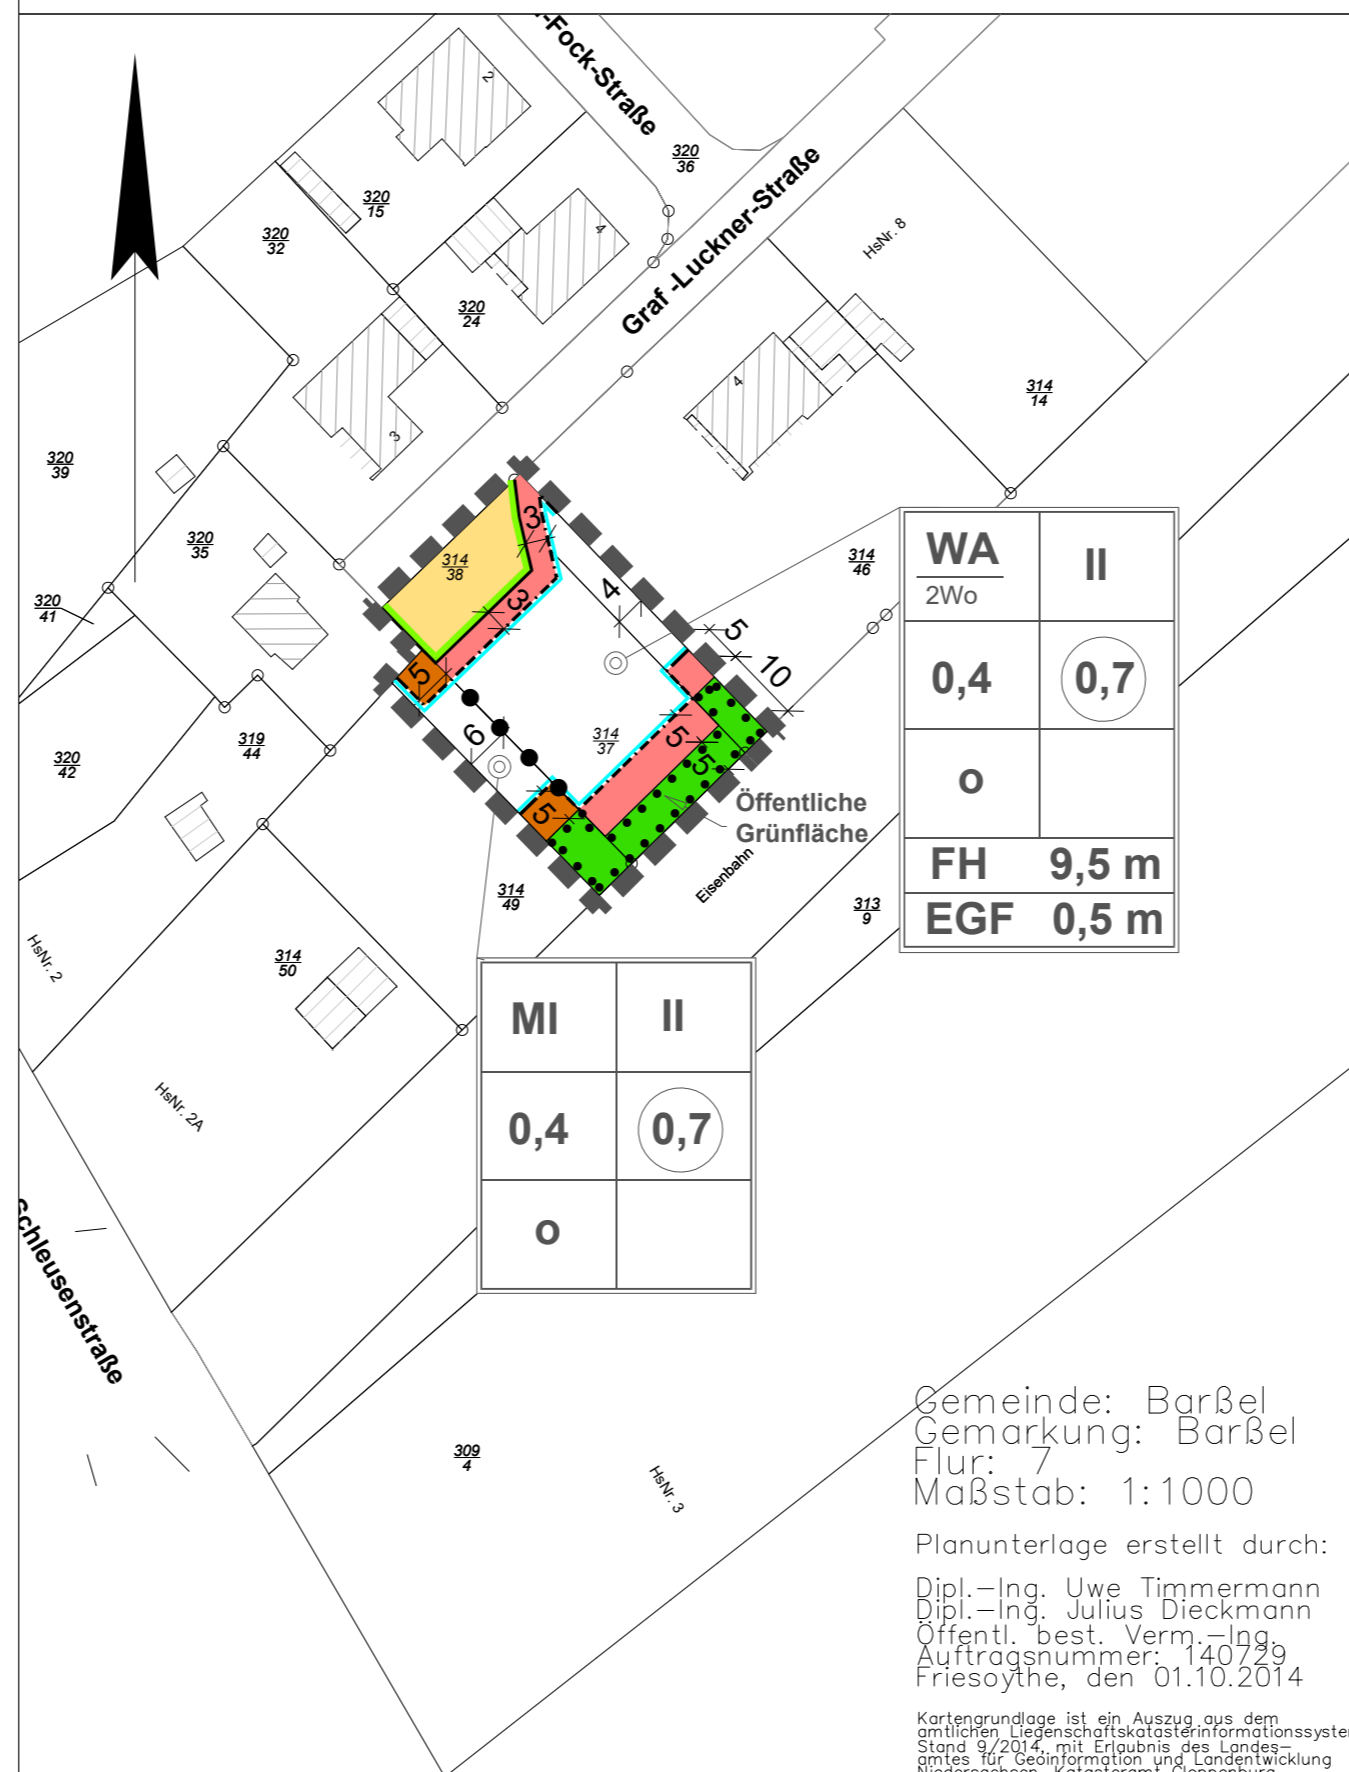 -Fock-Straße
2
320
36
320
15
Graf -Luckner-Straße
320
32
4
HsNr. 8
320
24
4
314
14
3
320
39
3
320
35
314
38
314
46
WA
2Wo
II
0,4
0,7
o
FH 9,5 m
EGF 0,5 m
4
320
41
3
5
10
5
319
44
6
314
37
5
320
42
5
5
Öffentliche
Grünfläche
Eisenbahn
314
49
313
9
HsNr. 2
314
50
MI
II
0,4
0,7
o
HsNr. 2A
Schleusenstraße
309
4
HsNr. 3
Gemeinde: Barßel
Gemarkung: Barßel
Flur: 7
Maßstab: 1:1000
Planunterlage erstellt durch:
Dipl.-Ing. Uwe Timmermann
Dipl.-Ing. Julius Dieckmann
Öffentl. best. Verm.-Ing.
Auftragsnummer: 140729
Friesoythe, den 01.10.2014
Kartengrundlage ist ein Auszug aus dem
amtlichen Liegenschaftskatasterinformationssyste
Stand 9/2014, mit Erlaubnis des Landes-
amtes für Geoinformation und Landentwicklung
Niedersachsen, Katasteramt Cloppenburg